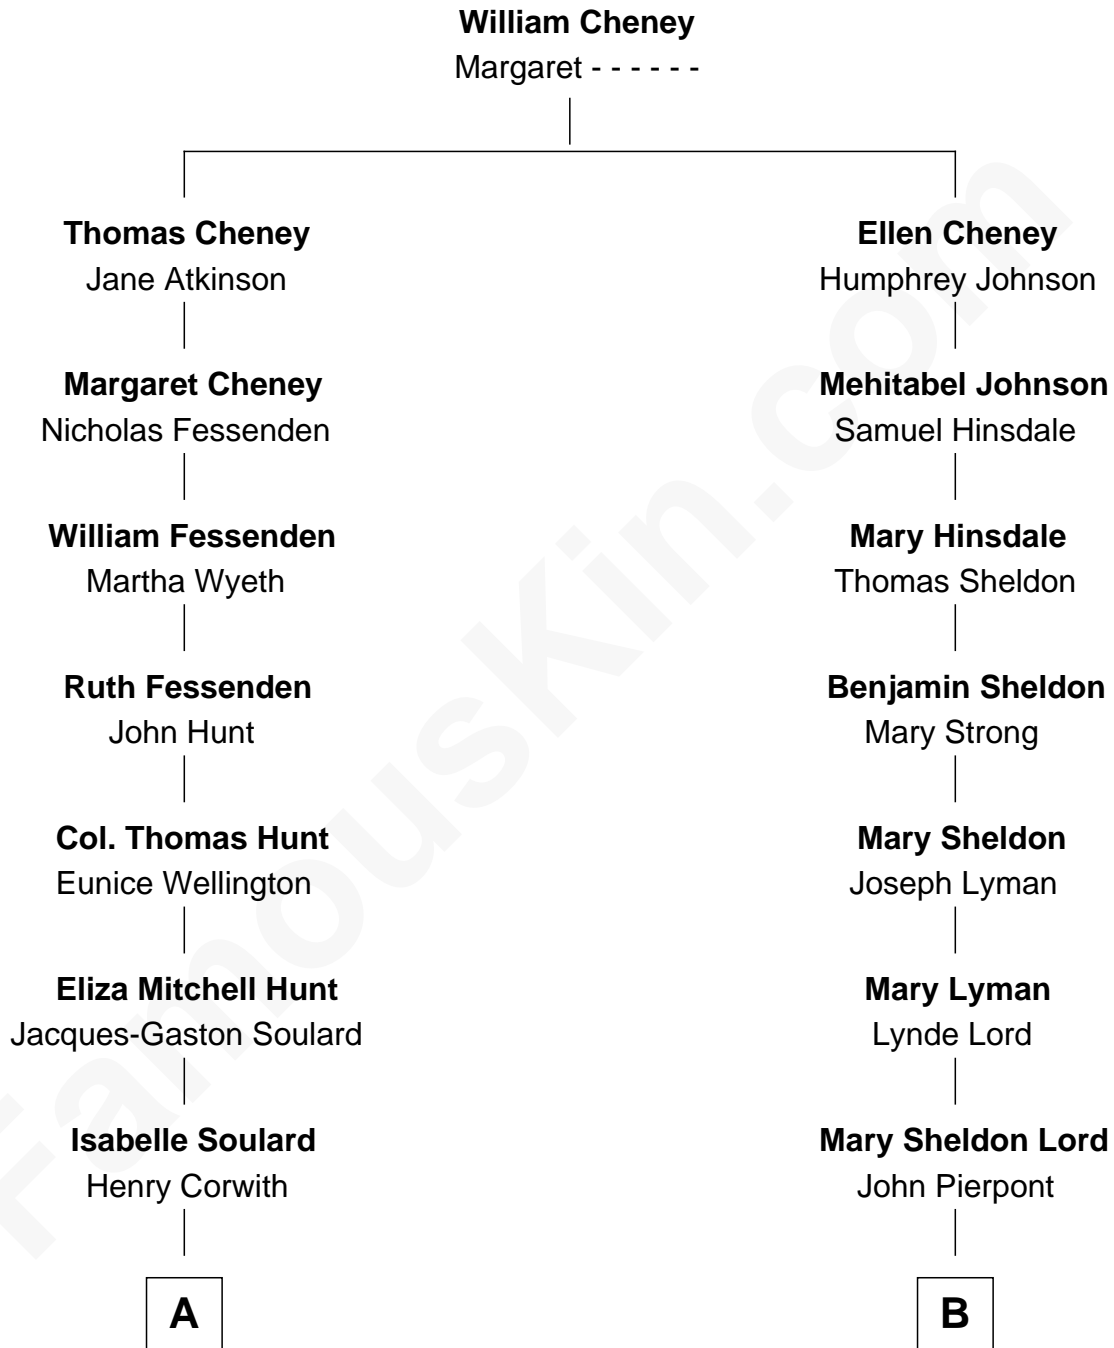 William Cheney
Margaret - - - - - -
Thomas Cheney
Jane Atkinson
Margaret Cheney
Nicholas Fessenden
William Fessenden
Martha Wyeth
Ruth Fessenden
John Hunt
Col. Thomas Hunt
Eunice Wellington
Eliza Mitchell Hunt
Jacques-Gaston Soulard
Isabelle Soulard
Henry Corwith
A
Ellen Cheney
Humphrey Johnson
Mehitabel Johnson
Samuel Hinsdale
Mary Hinsdale
Thomas Sheldon
Benjamin Sheldon
Mary Strong
Mary Sheldon
Joseph Lyman
Mary Lyman
Lynde Lord
Mary Sheldon Lord
John Pierpont
B
FamousKin.com